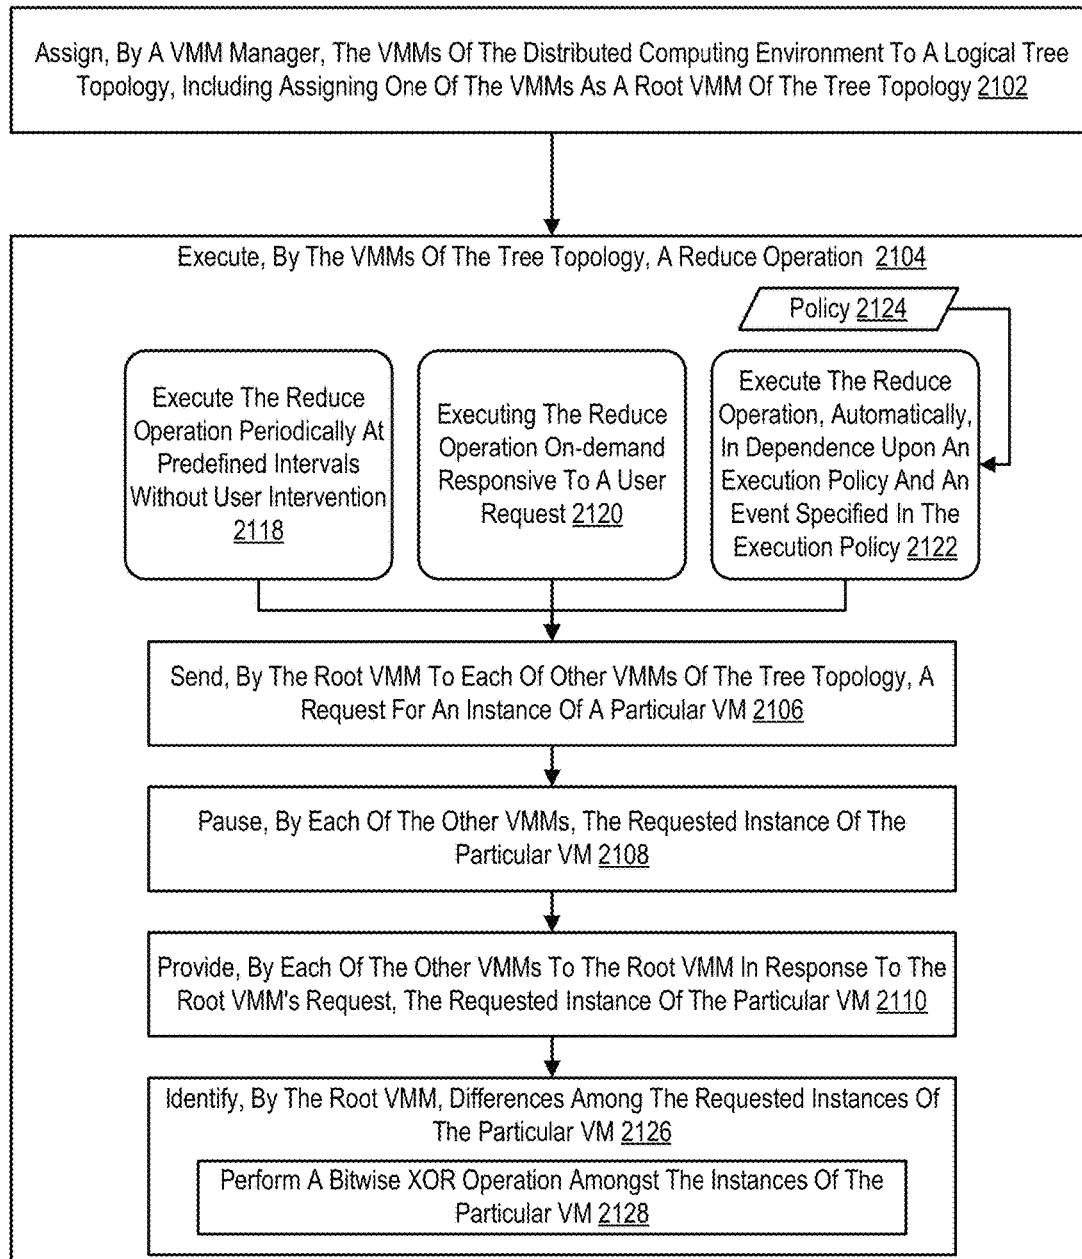 Assign, By A VMM Manager, The VMMs Of The Distributed Computing Environment To A Logical Tree
Topology, Including Assigning One Of The VMMs As A Root VMM Of The Tree Topology 2102
Execute, By The VMMs Of The Tree Topology, A Reduce Operation 2104
Policy 2124
Execute The Reduce
Operation Periodically At
Predefined Intervals
Without User Intervention
2118
Executing The Reduce
Operation On-demand
Responsive To A User
Request 2120
Execute The Reduce
Operation, Automatically,
In Dependence Upon An
Execution Policy And An
Event Specified In The
Execution Policy 2122
Send, By The Root VMM To Each Of Other VMMs Of The Tree Topology, A
Request For An Instance Of A Particular VM 2106
Pause, By Each Of The Other VMMs, The Requested Instance Of The
Particular VM 2108
Provide, By Each Of The Other VMMs To The Root VMM In Response To The
Root VMM's Request, The Requested Instance Of The Particular VM 2110
Identify, By The Root VMM, Differences Among The Requested Instances Of
The Particular VM 2126
Perform A Bitwise XOR Operation Amongst The Instances Of The
Particular VM 2128